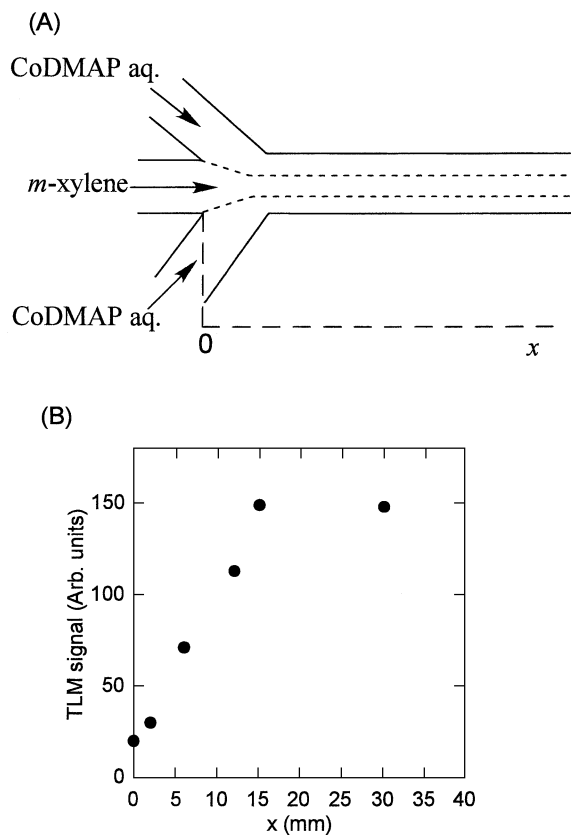 (A)
CoDMAP aq.
m-xylene
CoDMAP aq.
0
x
(B)
TLM signal (Arb. units)
150
100
50
0
0 5 10 15 20 25 30 35 40
x (mm)